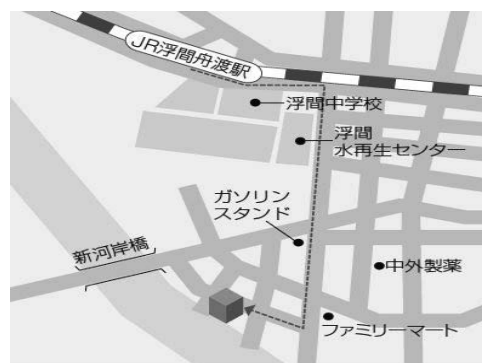 JR浮間舟渡駅
浮間中学校
浮間
水再生センター
ガソリン
スタンド
新河岸橋
中外製薬
ファミリーマート